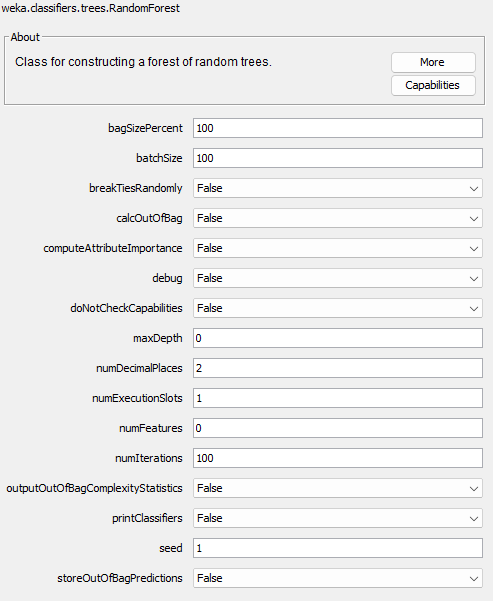 weka.classifiers.trees.RandomForest
About
Class for constructing a forest of random trees.
More
Capabilities
bagSizePercent 100
batchSize 100
breakTiesRandomly False
calcOutOfBag False
computeAttributeImportance False
debug False
doNotCheckCapabilities False
maxDepth 0
numDecimalPlaces 2
numExecutionSlots 1
numFeatures 0
numIterations 100
outputOutOfBagComplexityStatistics False
printClassifiers False
seed 1
storeOutOfBagPredictions False